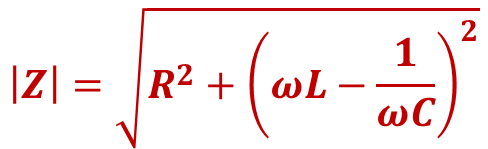 |Z| = √(R² + (ωL − 1/(ωC))²)